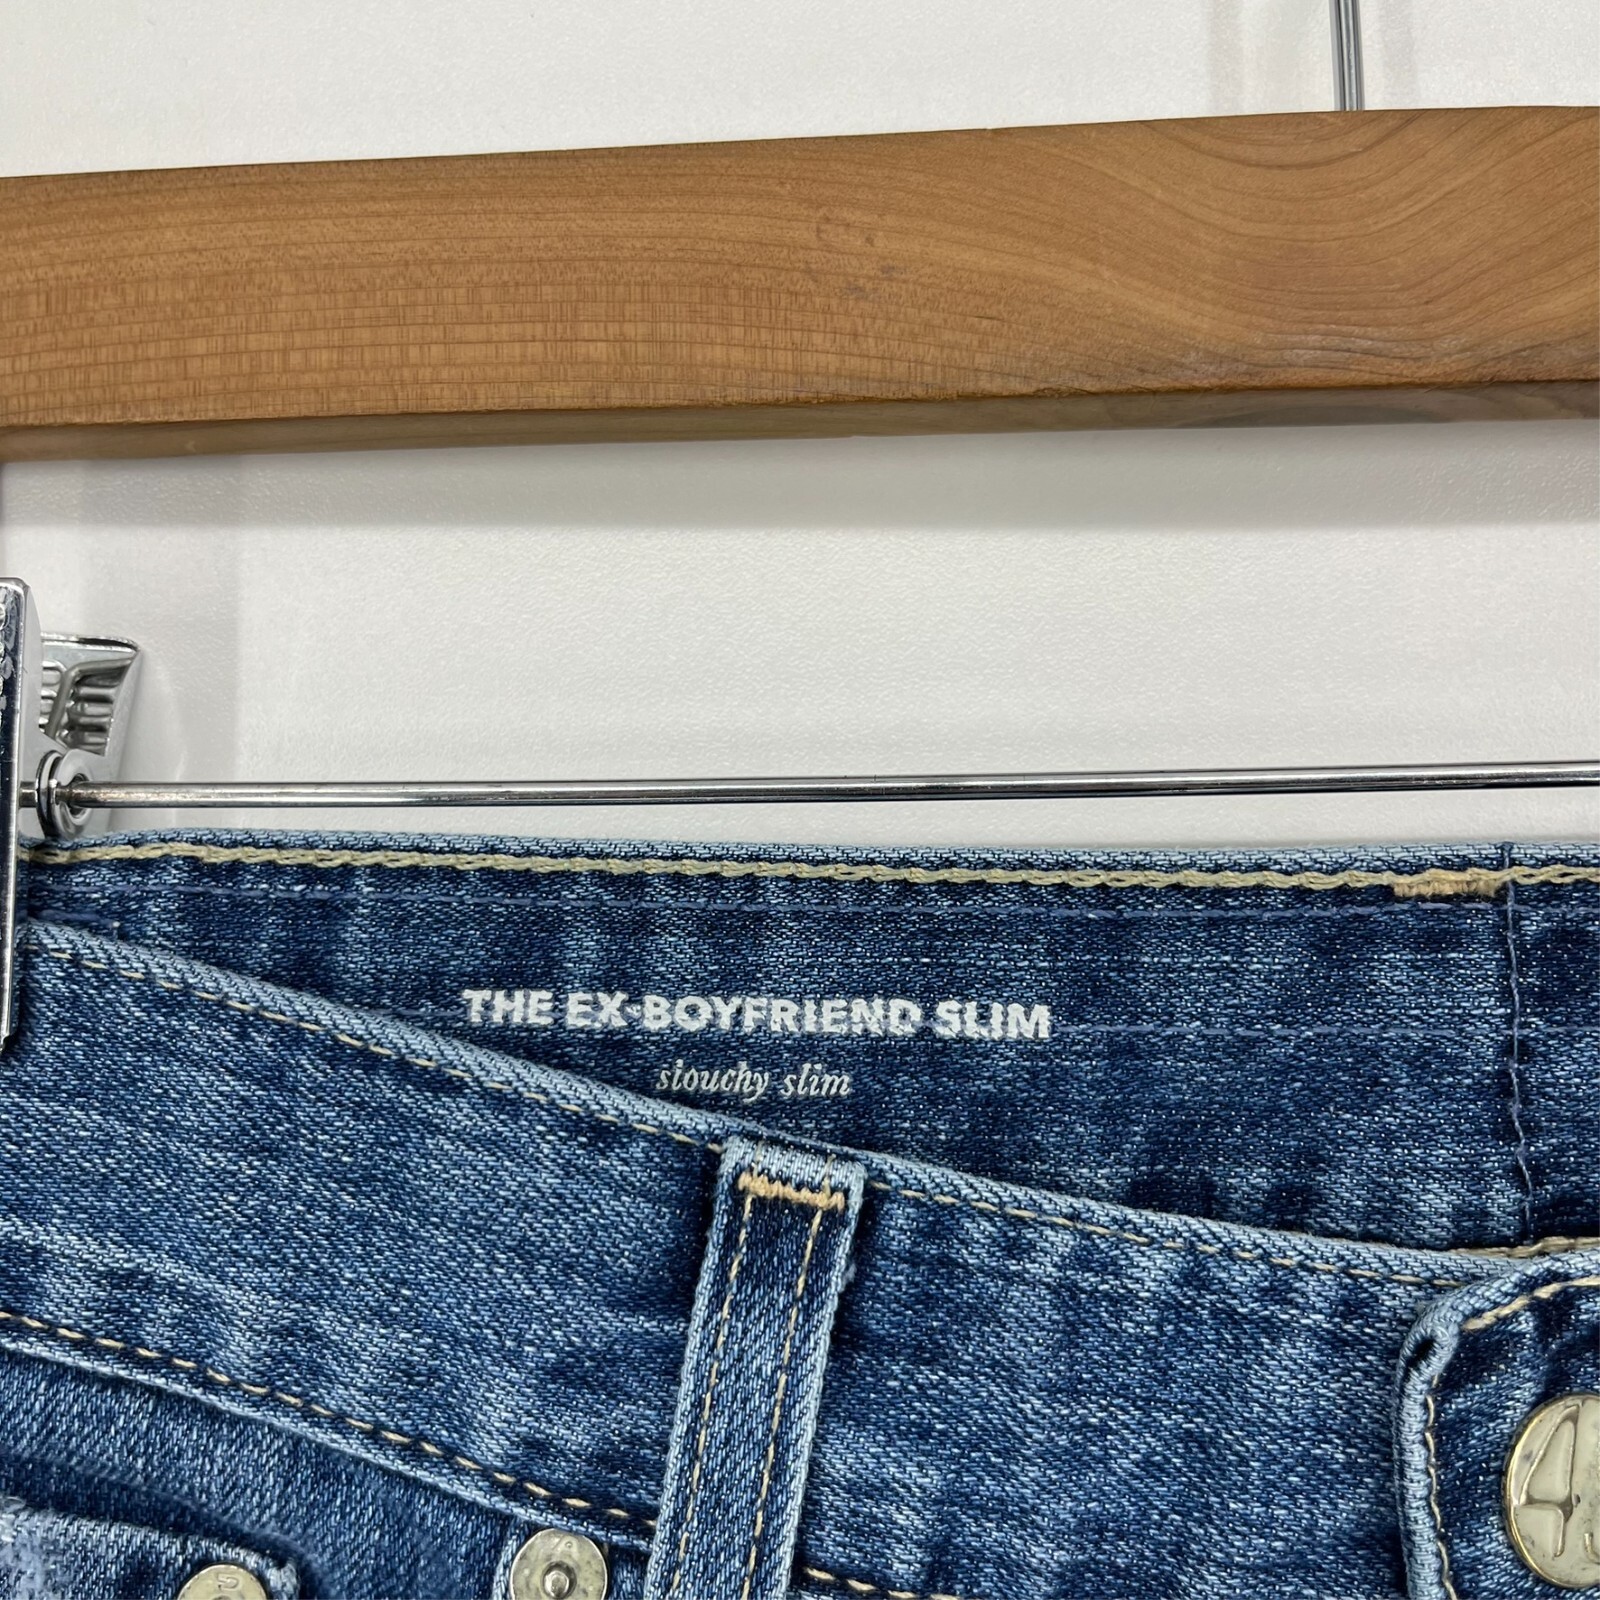 THE EX-BOYFRIEND SLIM
slouchy slim